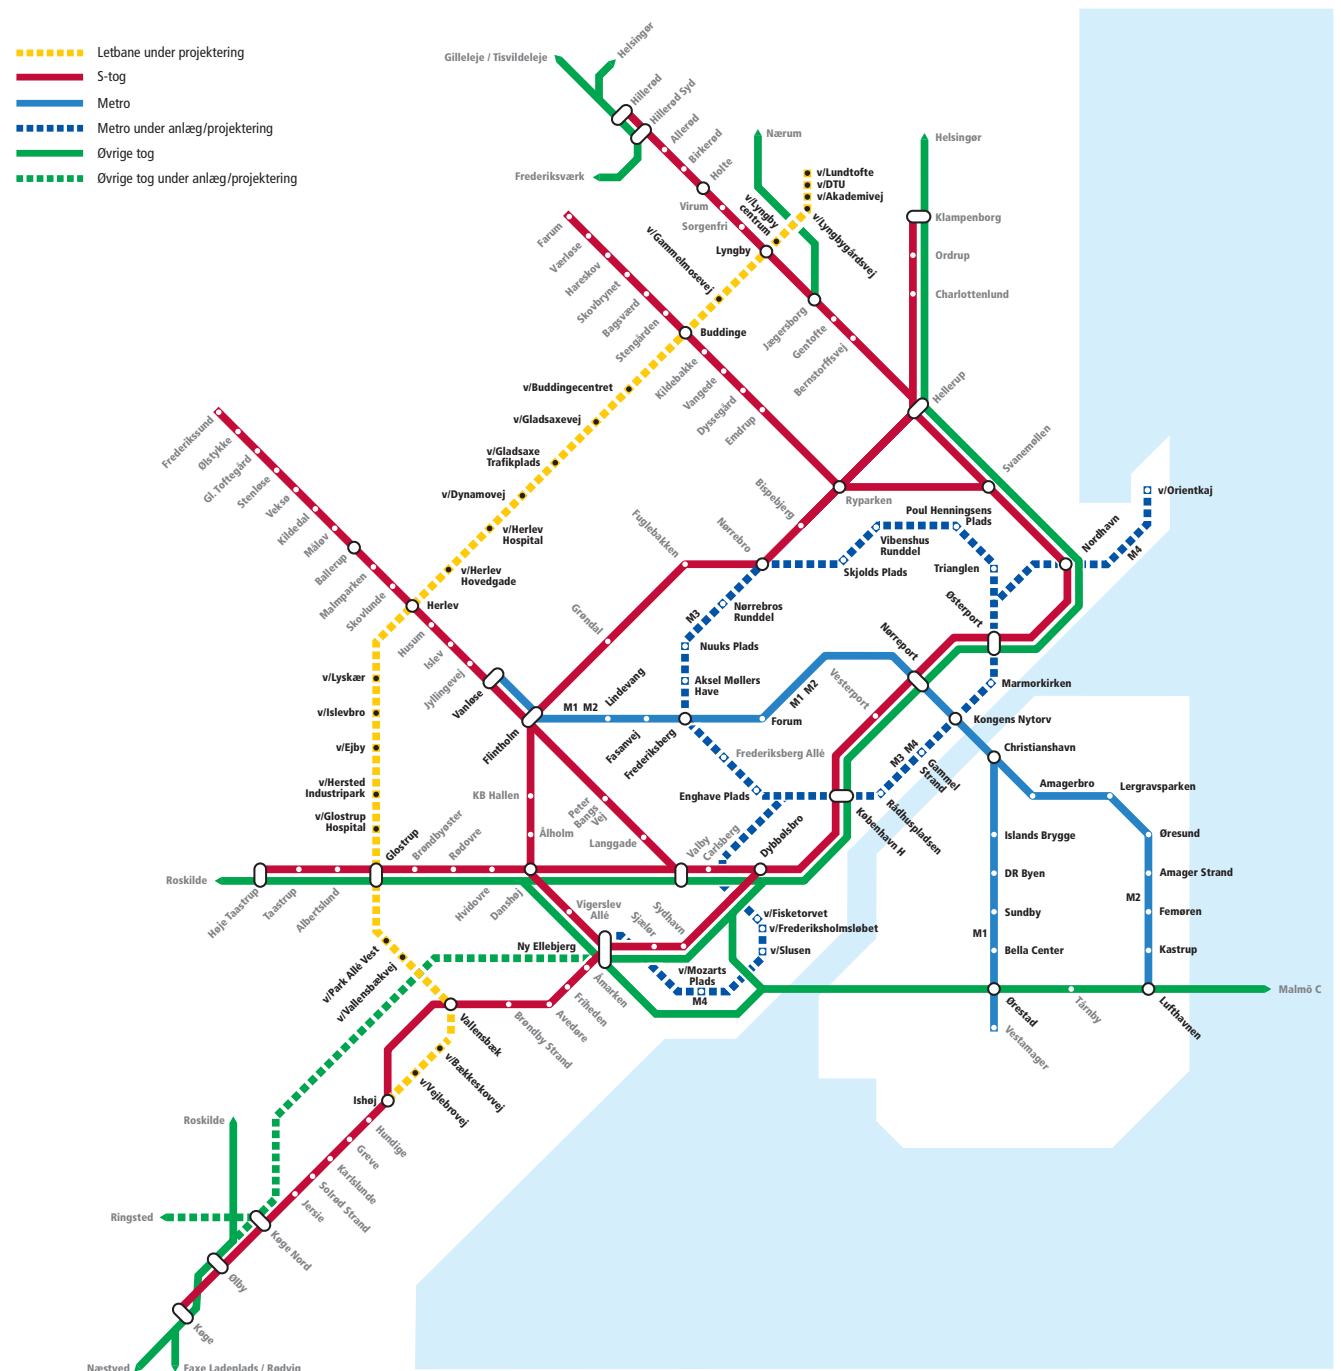 Letbane under projektering
S-tog
Metro
Metro under anlæg/projektering
Øvrige tog
Øvrige tog under anlæg/projektering
Gilleleje / Tisvildeleje
Helsingør
Hillerød
Hillerød Syd
Allerød
Birkerød
Holte
Frederiksværk
Virum
Sorgenfri
Lyngby
Nærum
v/Lundtofte
v/DTU
v/Akademivej
v/Lyngbygårdsvej
v/Lyngby
centrum
v/Gammelmosevej
Helsingør
Klampenborg
Ordrup
Charlottenlund
Jægersborg
Gentofte
Bernstorffsvej
Hellerup
Farum
Værløse
Hareskov
Skovbrynet
Bagsværd
Stengården
Buddinge
Kildebakke
Vangede
Dyssegård
Emdrup
v/Buddingecentret
v/Gladsaxevej
v/Gladsaxe
Trafikplads
v/Dynamovej
v/Herlev
Hospital
v/Herlev
Hovedgade
Frederikssund
Ølstykke
Gl. Toftegård
Stenløse
Veksø
Kildedal
Måløv
Ballerup
Malmparken
Skovlunde
Herlev
Husum
Islev
Jyllingevej
Vanløse
Flintholm
Svanemøllen
Ryparken
Bispebjerg
Nørrebro
Fuglebakken
Grøndal
Poul Henningsens
Plads
Vibenshus
Runddel
Skjolds Plads
Trianglen
v/Orientkaj
Nordhavn
M4
Østerport
M3
Nørrebros
Runddel
Nuuks Plads
Aksel Møllers
Have
Nørreport
Vesterport
Marmorkirken
Lindevang
M1 M2
Fasanvej
Frederiksberg
Forum
M1 M2
Kongens Nytorv
Christianshavn
Frederiksberg Allé
Enghave Plads
M3 M4
Gammel
Strand
Rådhuspladsen
København H
Dybbølsbro
Amagerbro
Lergravsparken
Øresund
Amager Strand
M2
Femøren
Kastrup
Lufthavnen
Islands Brygge
DR Byen
Sundby
M1
Bella Center
Ørestad
Vestamager
Tårnby
Malmö C
v/Lyskær
v/Islevbro
v/Ejby
v/Hersted
Industripark
v/Glostrup
Hospital
KB Hallen
Ålholm
Peter
Bangs
Vej
Langgade
Valby
Carlsberg
Roskilde
Høje Taastrup
Taastrup
Albertslund
Glostrup
Brøndbyøster
Rødovre
Hvidovre
Danshøj
Vigerslev
Allé
Sjælør
Sydhavn
Ny Ellebjerg
v/Fisketorvet
v/Frederiksholmsløbet
v/Slusen
v/Mozarts
Plads
M4
v/Park Allé Vest
v/Vallensbækvej
Åmarken
Friheden
Avedøre
Brøndby Strand
Vallensbæk
v/Bækkeskovvej
v/Vejlebrovej
Ishøj
Hundige
Greve
Karlslunde
Solrød Strand
Jersie
Roskilde
Ringsted
Køge Nord
Ølby
Køge
Næstved
Faxe Ladeplads / Rødvig